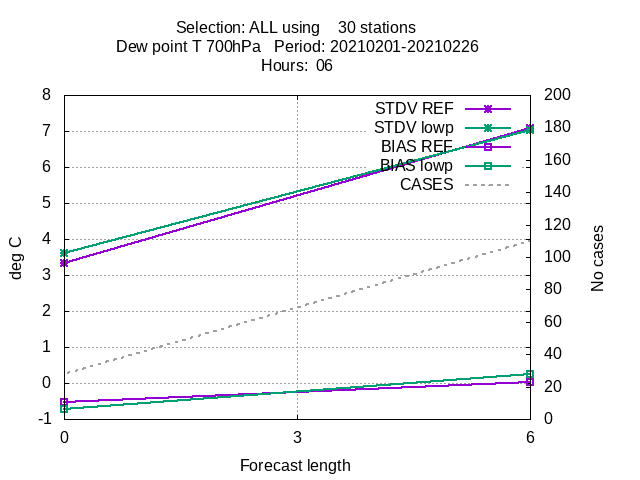 Selection: ALL using    30 stations
Dew point T 700hPa   Period: 20210201-20210226
Hours:  06
8
7
6
5
4
3
2
1
0
-1
deg C
200
180
160
140
120
100
80
60
40
20
0
No cases
STDV REF
STDV lowp
BIAS REF
BIAS lowp
CASES
0 3 6
Forecast length